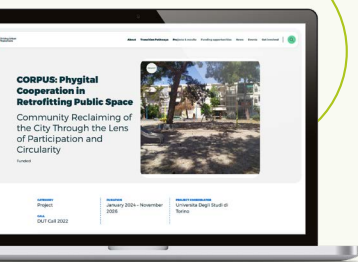 About Transition Pathways Projects & results Funding opportunities News Events Get involved
CORPUS: Phygital
Cooperation in
Retrofitting Public Space
Community Reclaiming of
the City Through the Lens
of Participation and
Circularity
Funded
CATEGORY
Project
CALL
DUT Call 2022
DURATION
January 2024 - November
2026
PROJECT COORDINATOR
Universita Degli Studi di
Torino